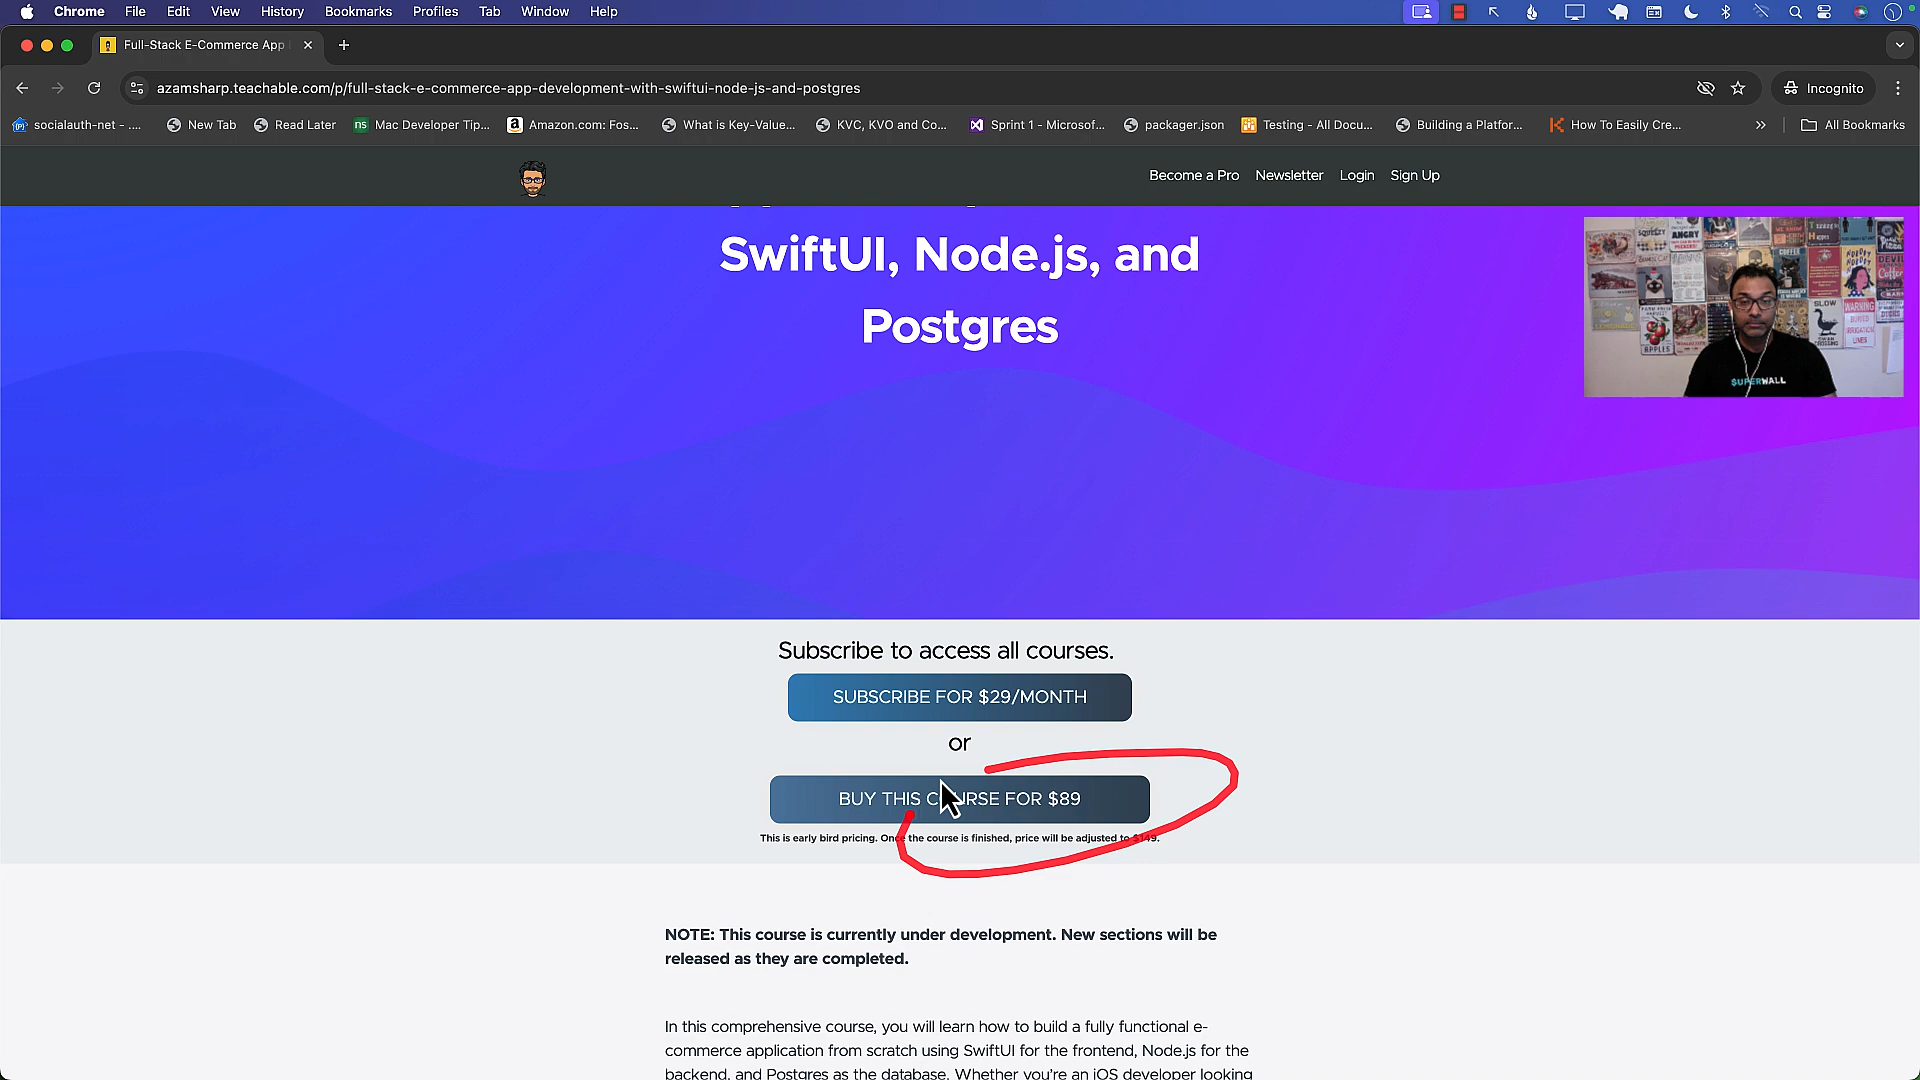 Chrome File Edit View History Bookmarks Profiles Tab Window Help
Full-Stack E-Commerce App
azamsharp.teachable.com/p/full-stack-e-commerce-app-development-with-swiftui-node-js-and-postgres
Incognito
socialauth-net - .... New Tab Read Later Mac Developer Tip... Amazon.com: Fos... What is Key-Value... KVC, KVO and Co... Sprint 1 - Microsof... packager.json Testing - All Docu... Building a Platfor... How To Easily Cre... All Bookmarks
Become a Pro Newsletter Login Sign Up
SwiftUI, Node.js, and
Postgres
SUPERWALL
Subscribe to access all courses.
SUBSCRIBE FOR $29/MONTH
or
BUY THIS COURSE FOR $89
This is early bird pricing. Once the course is finished, price will be adjusted to $149.
NOTE: This course is currently under development. New sections will be
released as they are completed.
In this comprehensive course, you will learn how to build a fully functional e-
commerce application from scratch using SwiftUI for the frontend, Node.js for the
backend, and Postgres as the database. Whether you're an iOS developer looking